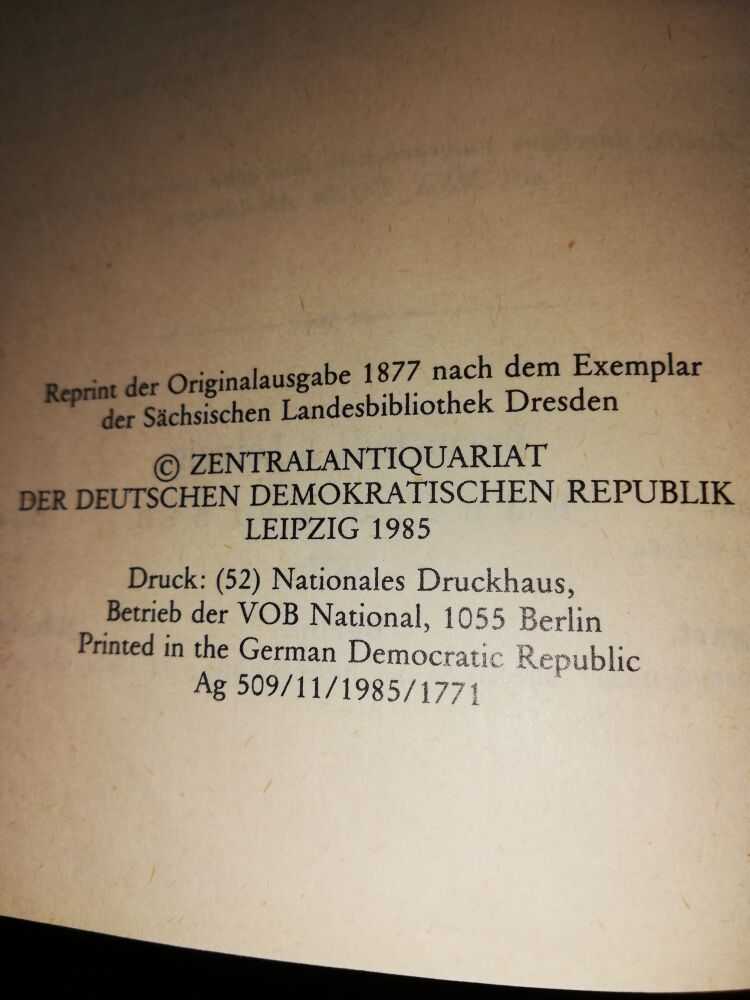 Reprint der Originalausgabe 1877 nach dem Exemplar
der Sächsischen Landesbibliothek Dresden
© ZENTRALANTIQUARIAT
DER DEUTSCHEN DEMOKRATISCHEN REPUBLIK
LEIPZIG 1985
Druck: (52) Nationales Druckhaus,
Betrieb der VOB National, 1055 Berlin
Printed in the German Democratic Republic
Ag 509/11/1985/1771